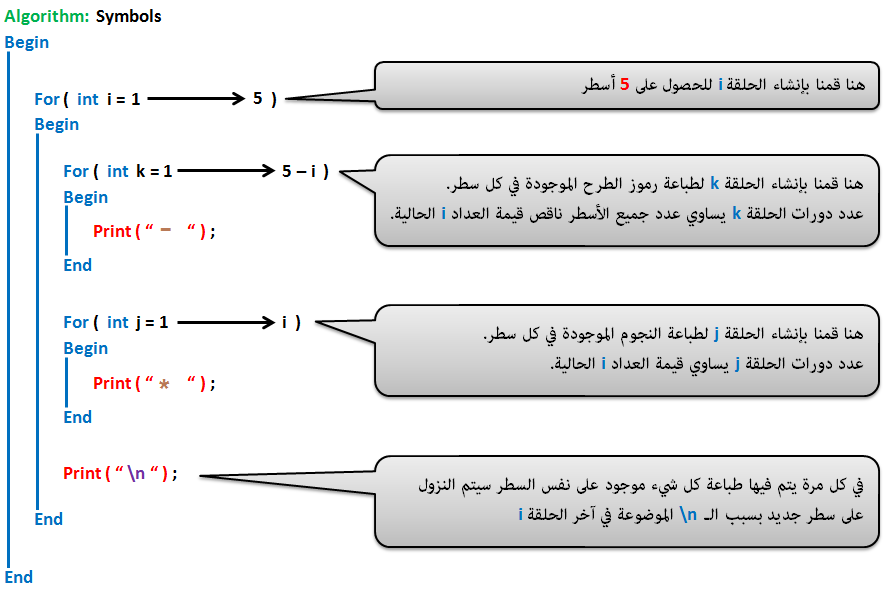 Algorithm: Symbols
Begin
For ( int i = 1 5 )
هنا قمنا بإنشاء الحلقة i للحصول على 5 أسطر
Begin
For ( int k = 1 5 – i )
هنا قمنا بإنشاء الحلقة k لطباعة رموز الطرح الموجودة في كل سطر.
عدد دورات الحلقة k يساوي عدد جميع الأسطر ناقص قيمة العداد i الحالية.
Begin
Print ( “ – “ ) ;
End
For ( int j = 1 i )
هنا قمنا بإنشاء الحلقة j لطباعة النجوم الموجودة في كل سطر.
عدد دورات الحلقة j يساوي قيمة العداد i الحالية.
Begin
Print ( “ * “ ) ;
End
Print ( “ \n “ ) ;
في كل مرة يتم فيها طباعة كل شيء موجود على نفس السطر سيتم النزول
على سطر جديد بسبب الـ \n الموضوعة في آخر الحلقة i
End
End